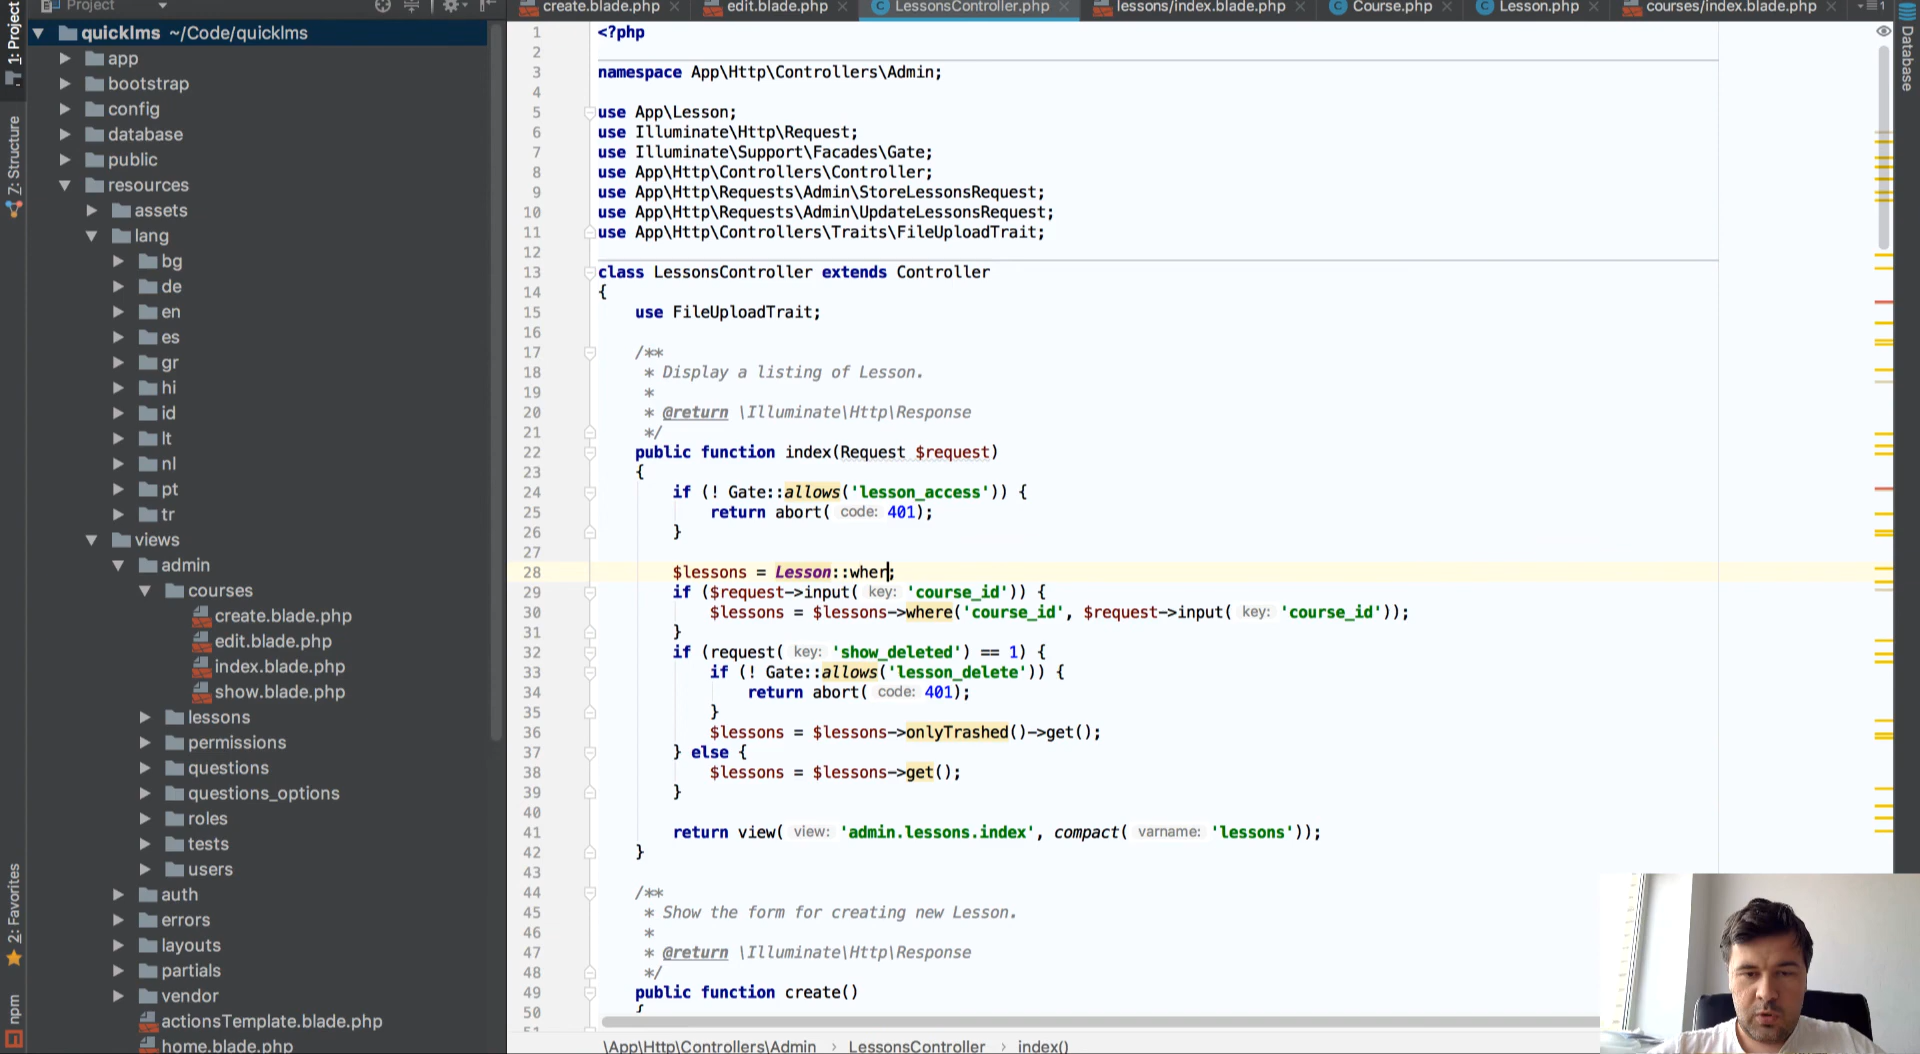 Project
create.blade.php
edit.blade.php
LessonsController.php
lessons/index.blade.php
Course.php
Lesson.php
courses/index.blade.php
1: Project
7: Structure
2: Favorites
npm
Database
quicklms ~/Code/quicklms
app
bootstrap
config
database
public
resources
assets
lang
bg
de
en
es
gr
hi
id
lt
nl
pt
tr
views
admin
courses
create.blade.php
edit.blade.php
index.blade.php
show.blade.php
lessons
permissions
questions
questions_options
roles
tests
users
auth
errors
layouts
partials
vendor
actionsTemplate.blade.php
home.blade.php
1 <?php
2
3 namespace App\Http\Controllers\Admin;
4
5 use App\Lesson;
6 use Illuminate\Http\Request;
7 use Illuminate\Support\Facades\Gate;
8 use App\Http\Controllers\Controller;
9 use App\Http\Requests\Admin\StoreLessonsRequest;
10 use App\Http\Requests\Admin\UpdateLessonsRequest;
11 use App\Http\Controllers\Traits\FileUploadTrait;
12
13 class LessonsController extends Controller
14 {
15 use FileUploadTrait;
16
17 /**
18 * Display a listing of Lesson.
19 *
20 * @return \Illuminate\Http\Response
21 */
22 public function index(Request $request)
23 {
24 if (! Gate::allows('lesson_access')) {
25 return abort( code: 401);
26 }
27
28 $lessons = Lesson::wher;
29 if ($request->input( key: 'course_id')) {
30 $lessons = $lessons->where('course_id', $request->input( key: 'course_id'));
31 }
32 if (request( key: 'show_deleted') == 1) {
33 if (! Gate::allows('lesson_delete')) {
34 return abort( code: 401);
35 }
36 $lessons = $lessons->onlyTrashed()->get();
37 } else {
38 $lessons = $lessons->get();
39 }
40
41 return view( view: 'admin.lessons.index', compact( varname: 'lessons'));
42 }
43
44 /**
45 * Show the form for creating new Lesson.
46 *
47 * @return \Illuminate\Http\Response
48 */
49 public function create()
50 {
\App\Http\Controllers\Admin › LessonsController › index()